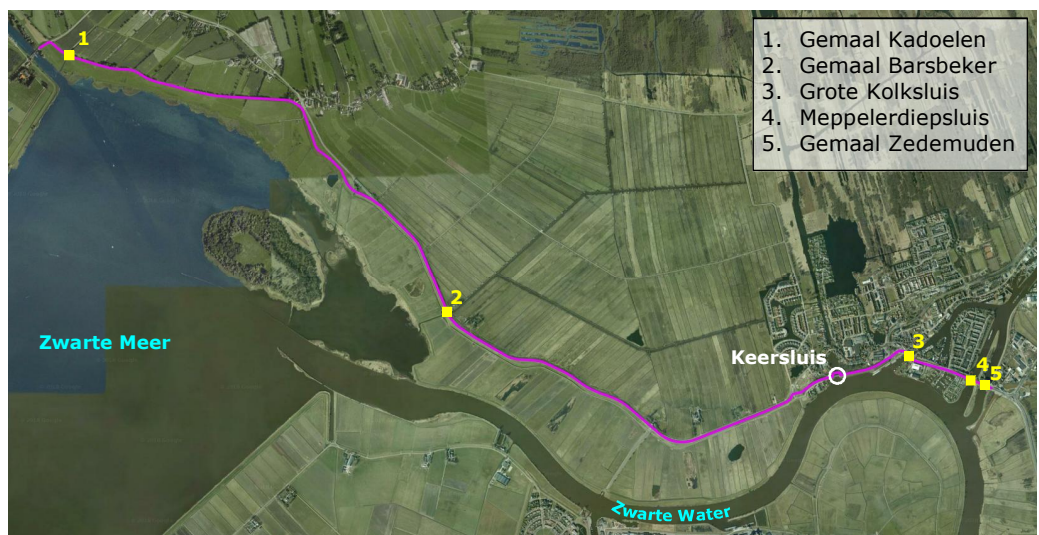 1
1. Gemaal Kadoelen
2. Gemaal Barsbeker
3. Grote Kolksluis
4. Meppelerdiepsluis
5. Gemaal Zedemuden
2
Zwarte Meer
Keersluis
3
4
5
Zwarte Water